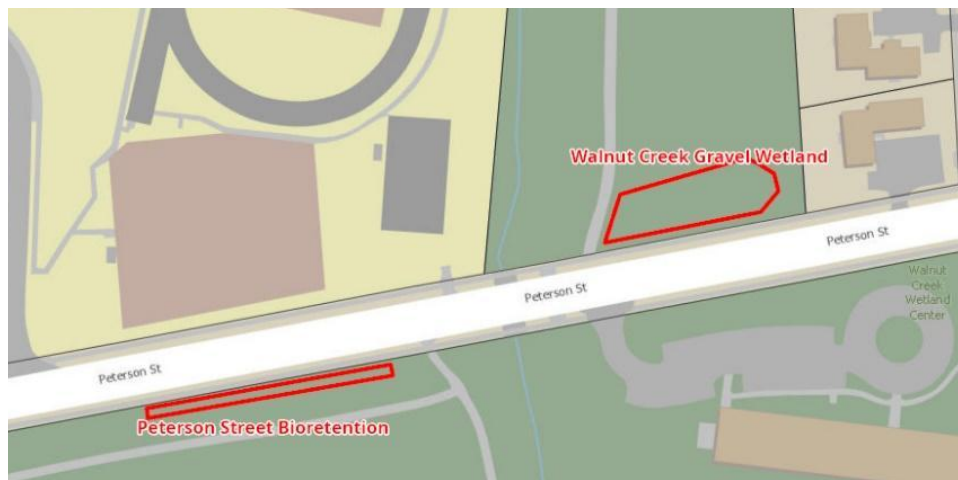 Walnut Creek Gravel Wetland
Peterson St
Peterson St
Walnut
Creek
Wetland
Center
Peterson St
Peterson Street Bioretention